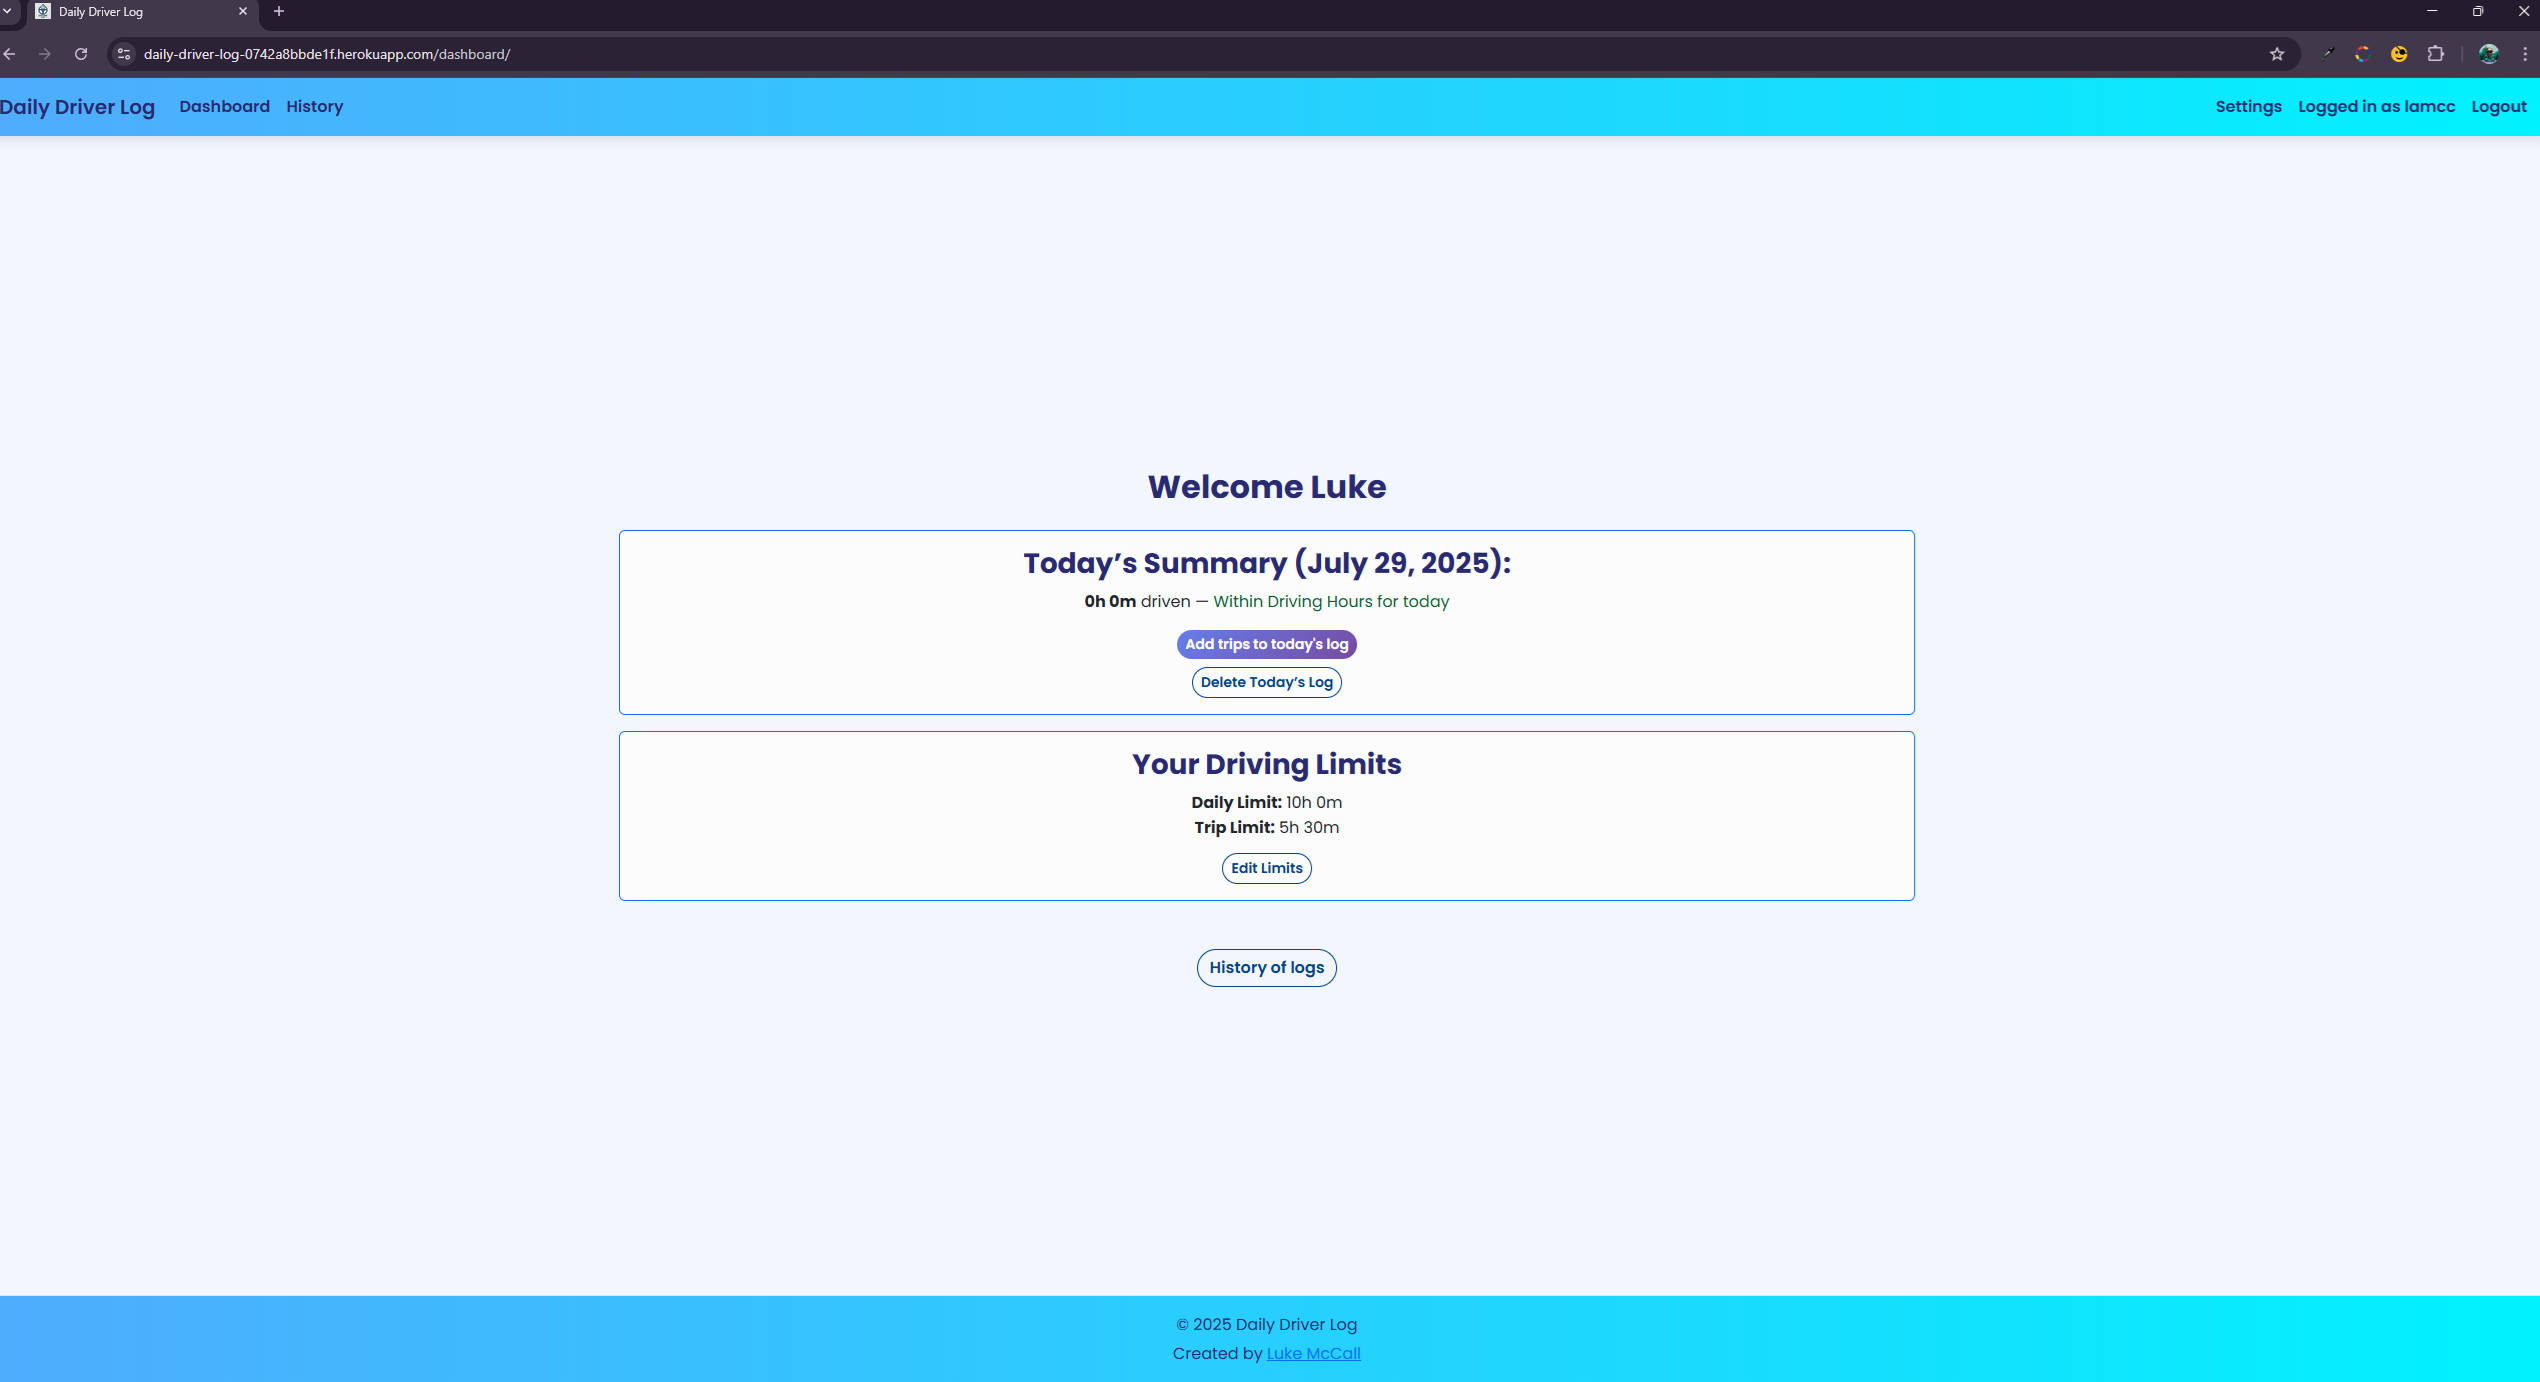 Daily Driver Log
daily-driver-log-0742a8bbde1f.herokuapp.com/dashboard/
Daily Driver Log Dashboard History Settings Logged in as lamcc Logout
Welcome Luke
Today’s Summary (July 29, 2025):
0h 0m driven — Within Driving Hours for today
Add trips to today's log
Delete Today’s Log
Your Driving Limits
Daily Limit: 10h 0m
Trip Limit: 5h 30m
Edit Limits
History of logs
© 2025 Daily Driver Log
Created by Luke McCall